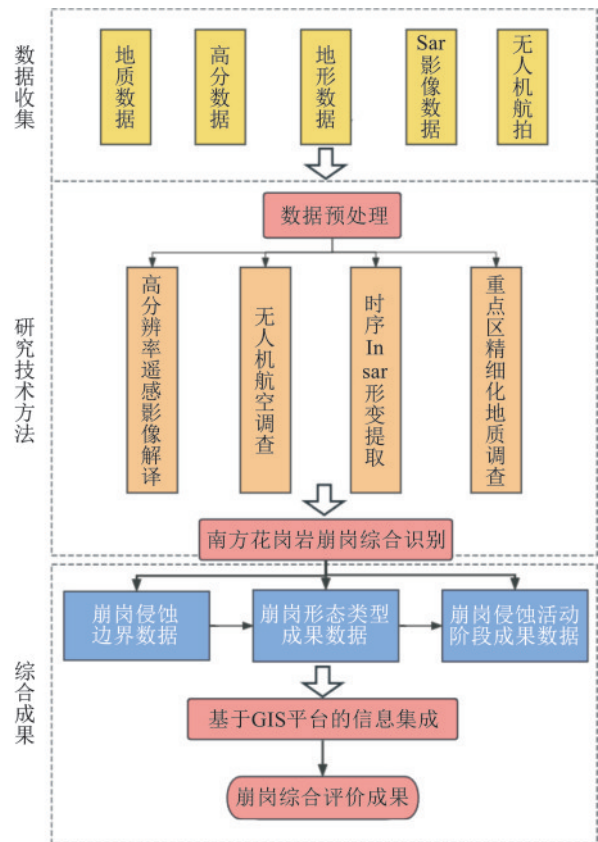 数据收集
地质数据
高分数据
地形数据
Sar影像数据
无人机航拍
研究技术方法
数据预处理
高分辨率遥感影像解译
无人机航空调查
时序In sar形变提取
重点区精细化地质调查
南方花岗岩崩岗综合识别
综合成果
崩岗侵蚀
边界数据
崩岗形态类型
成果数据
崩岗侵蚀活动
阶段成果数据
基于GIS平台的信息集成
崩岗综合评价成果